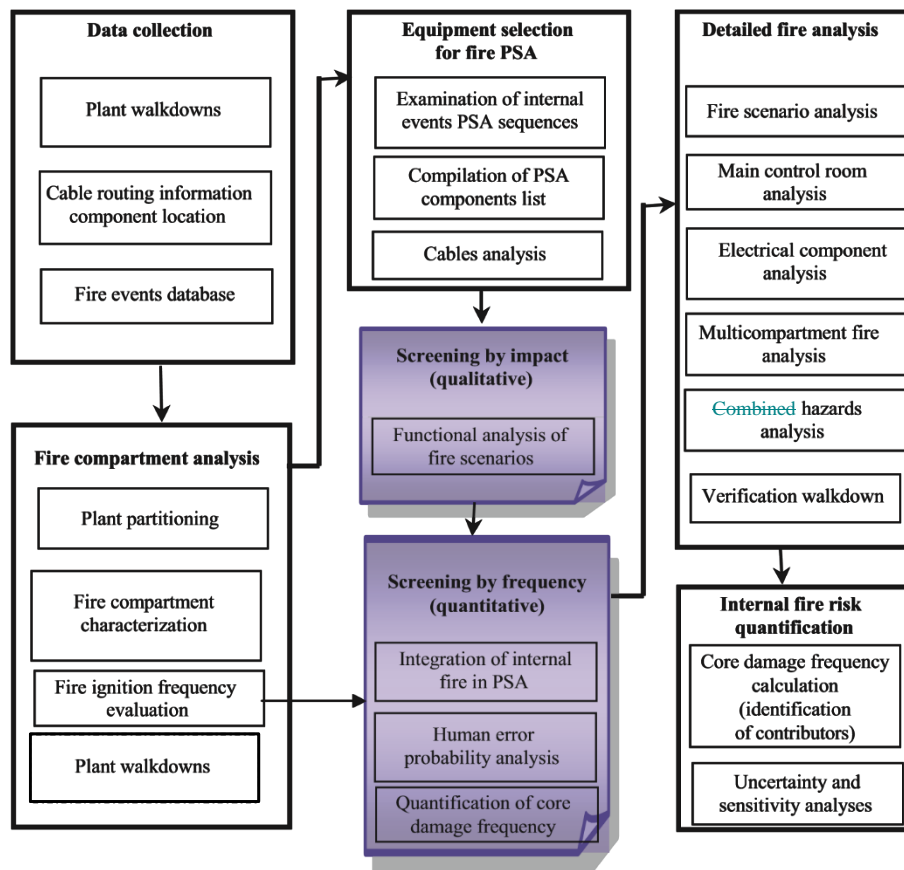 Data collection
Plant walkdowns
Cable routing information
component location
Fire events database
Fire compartment analysis
Plant partitioning
Fire compartment
characterization
Fire ignition frequency
evaluation
Plant walkdowns
Equipment selection
for fire PSA
Examination of internal
events PSA sequences
Compilation of PSA
components list
Cables analysis
Screening by impact
(qualitative)
Functional analysis of
fire scenarios
Screening by frequency
(quantitative)
Integration of internal
fire in PSA
Human error
probability analysis
Quantification of core
damage frequency
Detailed fire analysis
Fire scenario analysis
Main control room
analysis
Electrical component
analysis
Multicompartment fire
analysis
Combined hazards
analysis
Verification walkdown
Internal fire risk
quantification
Core damage frequency
calculation
(identification
of contributors)
Uncertainty and
sensitivity analyses